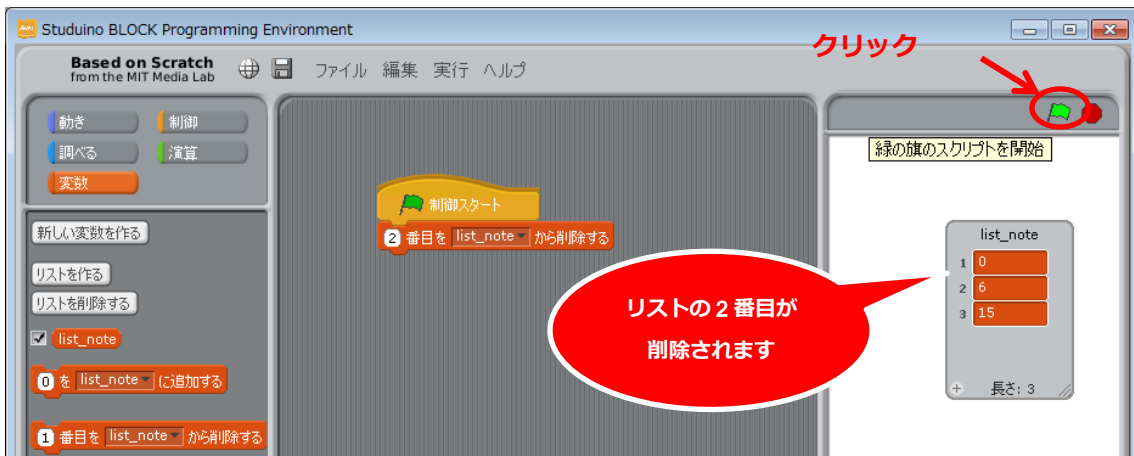 Studuino BLOCK Programming Environment
クリック
Based on Scratch
from the MIT Media Lab
ファイル 編集 実行 ヘルプ
動き 制御
調べる 演算
変数
緑の旗のスクリプトを開始
制御スタート
2 番目を list_note から削除する
新しい変数を作る
リストを作る
リストを削除する
list_note
0 を list_note に追加する
1 番目を list_note から削除する
リストの2番目が
削除されます
list_note
1 0
2 6
3 15
+ 長さ: 3